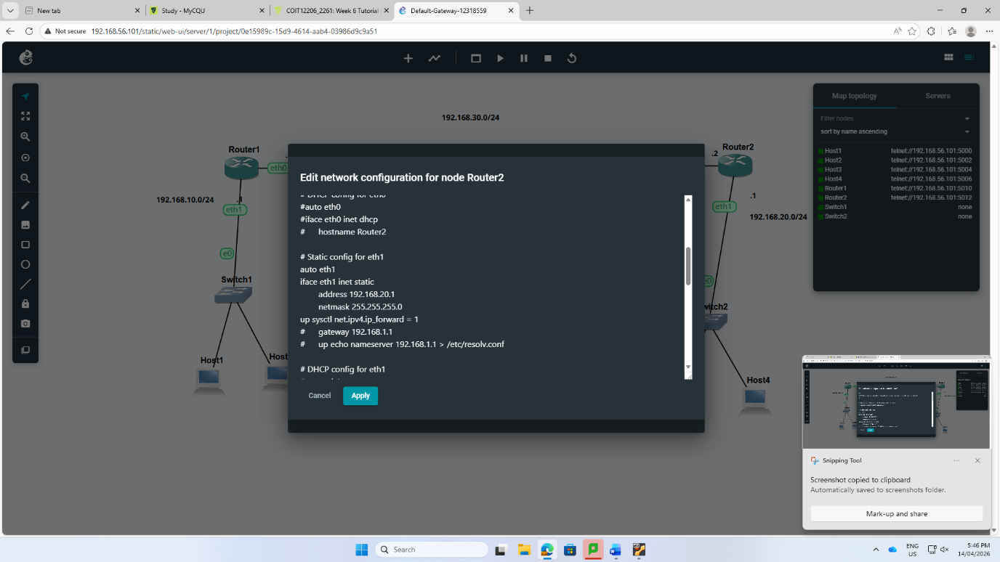 New tab
Study - MyCQU
COIT12206_2261: Week 6 Tutorial
Default-Gateway-12318559
Not secure
192.168.56.101/static/web-ui/server/1/project/0e15989c-15d9-4614-aab4-03986d9c9a51
192.168.30.0/24
Router1
eth0
192.168.10.0/24
.1
eth1
e0
Switch1
Host1
Host
Router2
.2
.1
eth1
192.168.20.0/24
e0
witch2
Host4
Edit network configuration for node Router2
# DHCP config for eth0
#auto eth0
#iface eth0 inet dhcp
# hostname Router2
# Static config for eth1
auto eth1
iface eth1 inet static
address 192.168.20.1
netmask 255.255.255.0
up sysctl net.ipv4.ip_forward = 1
# gateway 192.168.1.1
# up echo nameserver 192.168.1.1 > /etc/resolv.conf
# DHCP config for eth1
Cancel
Apply
Map topology
Servers
Filter nodes
sort by name ascending
Host1 telnet://192.168.56.101:5000
Host2 telnet://192.168.56.101:5002
Host3 telnet://192.168.56.101:5004
Host4 telnet://192.168.56.101:5006
Router1 telnet://192.168.56.101:5010
Router2 telnet://192.168.56.101:5012
Switch1 none
Switch2 none
Snipping Tool
Screenshot copied to clipboard
Automatically saved to screenshots folder.
Mark-up and share
Search
ENG
US
5:46 PM
14/04/2026